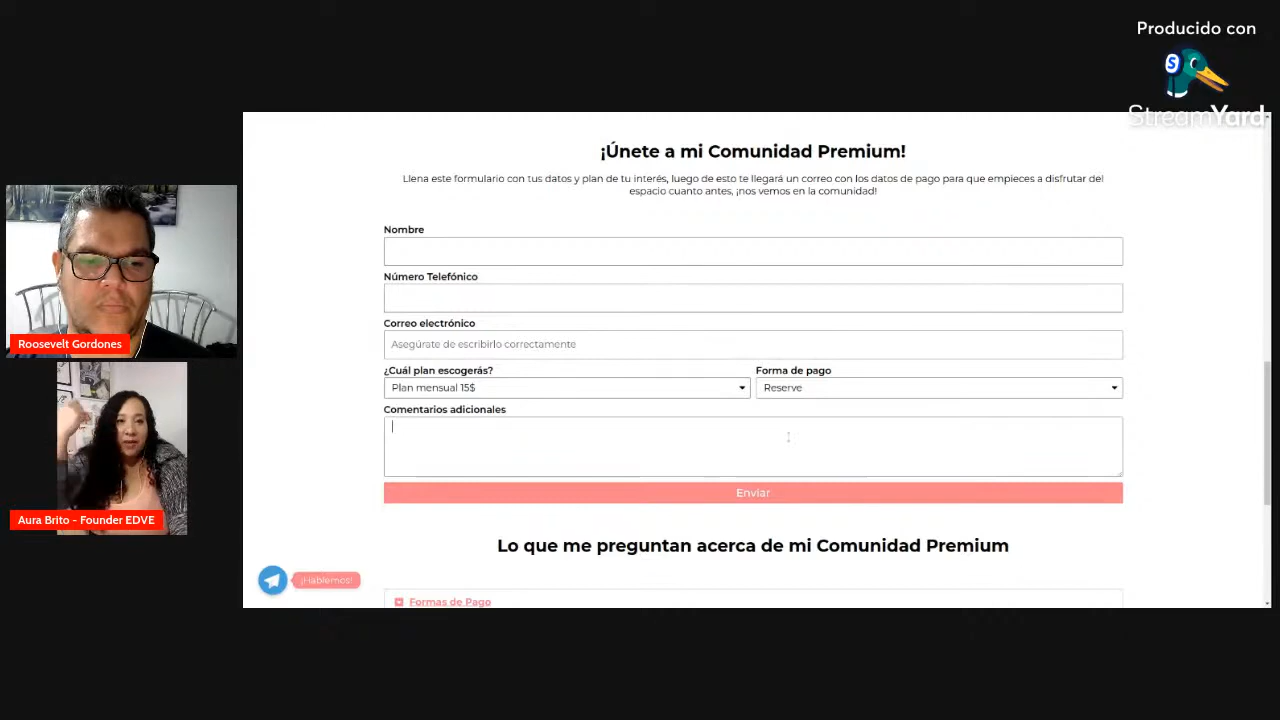 Producido con
StreamYard
¡Únete a mi Comunidad Premium!
Llena este formulario con tus datos y plan de tu interés, luego de esto te llegará un correo con los datos de pago para que empieces a disfrutar del
espacio cuanto antes, ¡nos vemos en la comunidad!
Nombre
Número Telefónico
Correo electrónico
Asegúrate de escribirlo correctamente
¿Cuál plan escogerás?
Forma de pago
Plan mensual 15$
Reserve
Comentarios adicionales
Enviar
Lo que me preguntan acerca de mi Comunidad Premium
¡Hablemos!
Formas de Pago
Roosevelt Gordones
Aura Brito - Founder EDVE